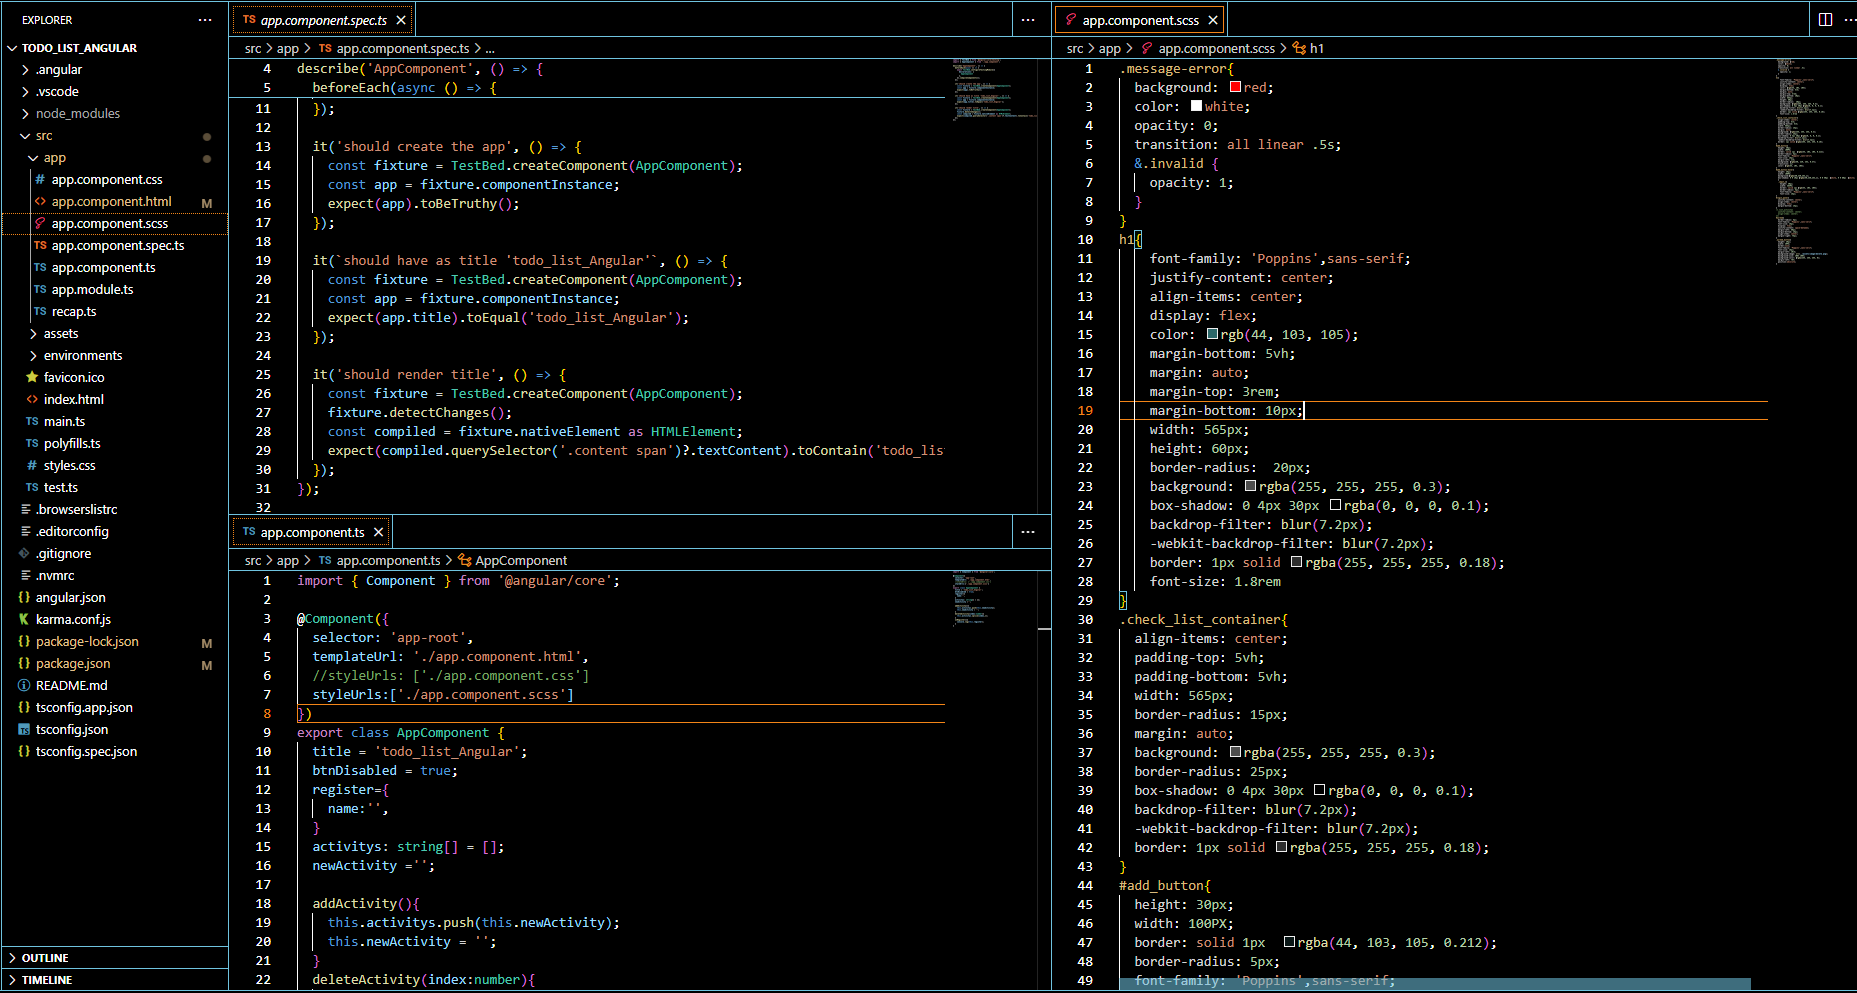 EXPLORER
TODO_LIST_ANGULAR
.angular
.vscode
node_modules
src
app
app.component.css
app.component.html M
app.component.scss
TS app.component.spec.ts
TS app.component.ts
TS app.module.ts
TS recap.ts
assets
environments
favicon.ico
index.html
TS main.ts
TS polyfills.ts
# styles.css
TS test.ts
.browserslistrc
.editorconfig
.gitignore
.nvmrc
{} angular.json
K karma.conf.js
{} package-lock.json M
{} package.json M
README.md
{} tsconfig.app.json
TS tsconfig.json
{} tsconfig.spec.json
OUTLINE
TIMELINE
TS app.component.spec.ts ×
src > app > TS app.component.spec.ts > ...
4 describe('AppComponent', () => {
5 beforeEach(async () => {
11 });
12
13 it('should create the app', () => {
14 const fixture = TestBed.createComponent(AppComponent);
15 const app = fixture.componentInstance;
16 expect(app).toBeTruthy();
17 });
18
19 it(`should have as title 'todo_list_Angular'`, () => {
20 const fixture = TestBed.createComponent(AppComponent);
21 const app = fixture.componentInstance;
22 expect(app.title).toEqual('todo_list_Angular');
23 });
24
25 it('should render title', () => {
26 const fixture = TestBed.createComponent(AppComponent);
27 fixture.detectChanges();
28 const compiled = fixture.nativeElement as HTMLElement;
29 expect(compiled.querySelector('.content span')?.textContent).toContain('todo_lis
30 });
31 });
32
TS app.component.ts ×
src > app > TS app.component.ts > AppComponent
1 import { Component } from '@angular/core';
2
3 @Component({
4 selector: 'app-root',
5 templateUrl: './app.component.html',
6 //styleUrls: ['./app.component.css']
7 styleUrls:['./app.component.scss']
8 })
9 export class AppComponent {
10 title = 'todo_list_Angular';
11 btnDisabled = true;
12 register={
13 name:'',
14 }
15 activitys: string[] = [];
16 newActivity ='';
17
18 addActivity(){
19 this.activitys.push(this.newActivity);
20 this.newActivity = '';
21 }
22 deleteActivity(index:number){
app.component.scss ×
src > app > app.component.scss > h1
1 .message-error{
2 background: red;
3 color: white;
4 opacity: 0;
5 transition: all linear .5s;
6 &.invalid {
7 opacity: 1;
8 }
9 }
10 h1{
11 font-family: 'Poppins',sans-serif;
12 justify-content: center;
13 align-items: center;
14 display: flex;
15 color: rgb(44, 103, 105);
16 margin-bottom: 5vh;
17 margin: auto;
18 margin-top: 3rem;
19 margin-bottom: 10px;
20 width: 565px;
21 height: 60px;
22 border-radius:  20px;
23 background: rgba(255, 255, 255, 0.3);
24 box-shadow: 0 4px 30px rgba(0, 0, 0, 0.1);
25 backdrop-filter: blur(7.2px);
26 -webkit-backdrop-filter: blur(7.2px);
27 border: 1px solid rgba(255, 255, 255, 0.18);
28 font-size: 1.8rem
29 }
30 .check_list_container{
31 align-items: center;
32 padding-top: 5vh;
33 padding-bottom: 5vh;
34 width: 565px;
35 border-radius: 15px;
36 margin: auto;
37 background: rgba(255, 255, 255, 0.3);
38 border-radius: 25px;
39 box-shadow: 0 4px 30px rgba(0, 0, 0, 0.1);
40 backdrop-filter: blur(7.2px);
41 -webkit-backdrop-filter: blur(7.2px);
42 border: 1px solid rgba(255, 255, 255, 0.18);
43 }
44 #add_button{
45 height: 30px;
46 width: 100PX;
47 border: solid 1px  rgba(44, 103, 105, 0.212);
48 border-radius: 5px;
49 font-family: 'Poppins',sans-serif;